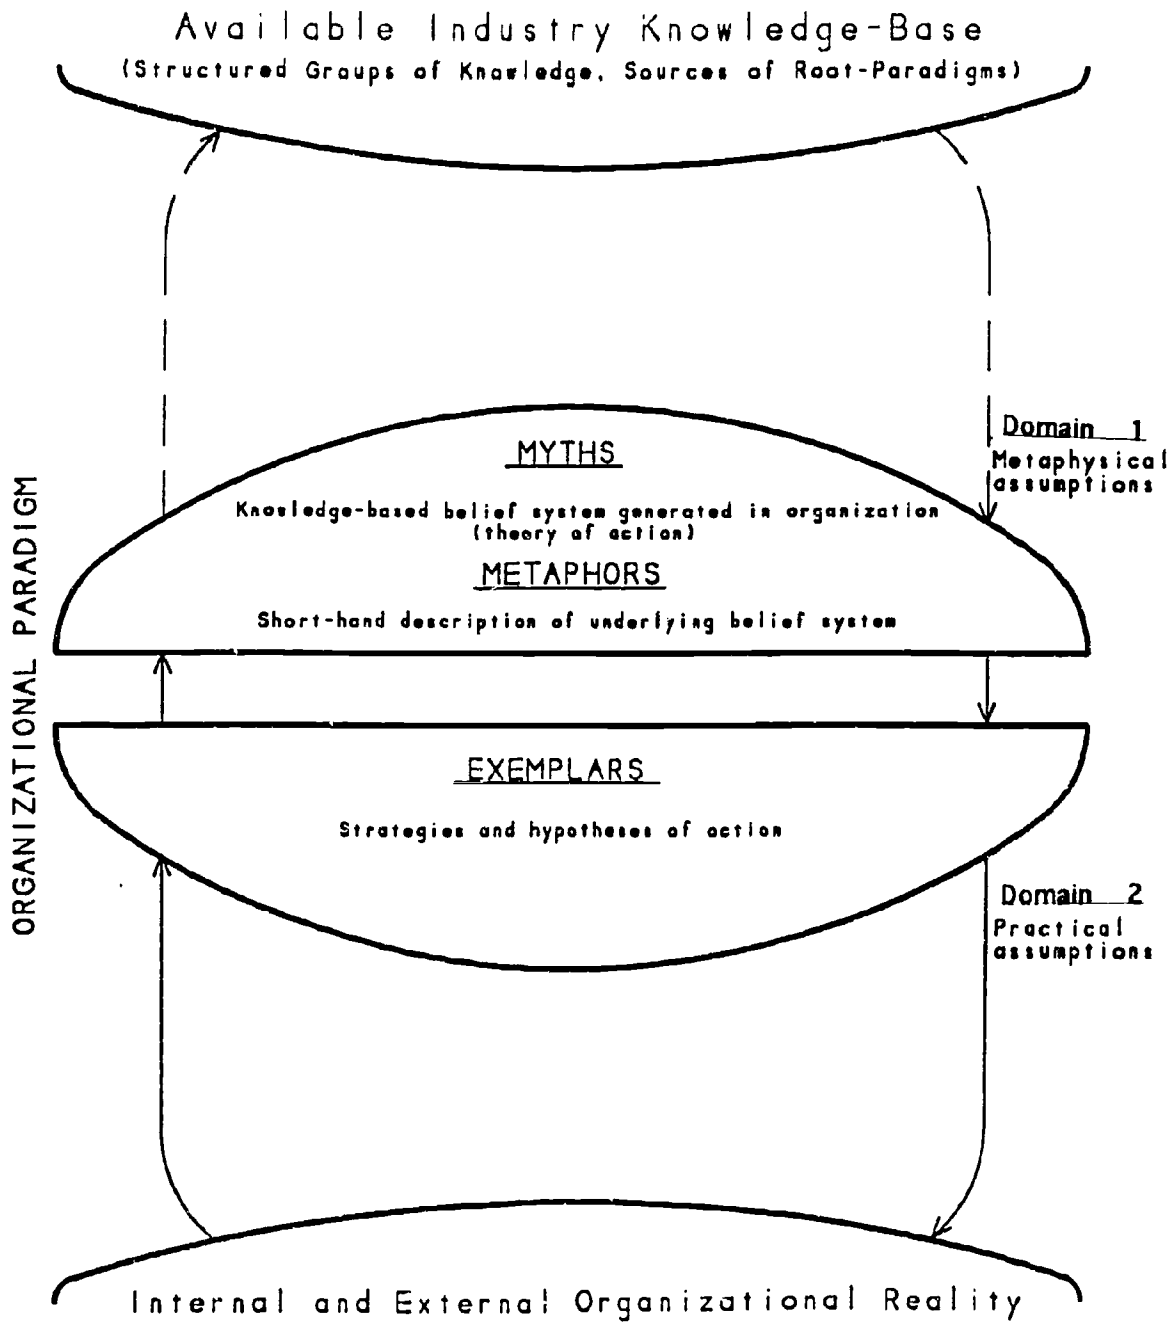 Available Industry Knowledge-Base
(Structured Groups of Knowledge, Sources of Root-Paradigms)
Domain 1
Metaphysical
assumptions
MYTHS
Knowledge-based belief system generated in organization
(theory of action)
METAPHORS
Short-hand description of underlying belief system
ORGANIZATIONAL PARADIGM
EXEMPLARS
Strategies and hypotheses of action
Domain 2
Practical
assumptions
Internal and External Organizational Reality